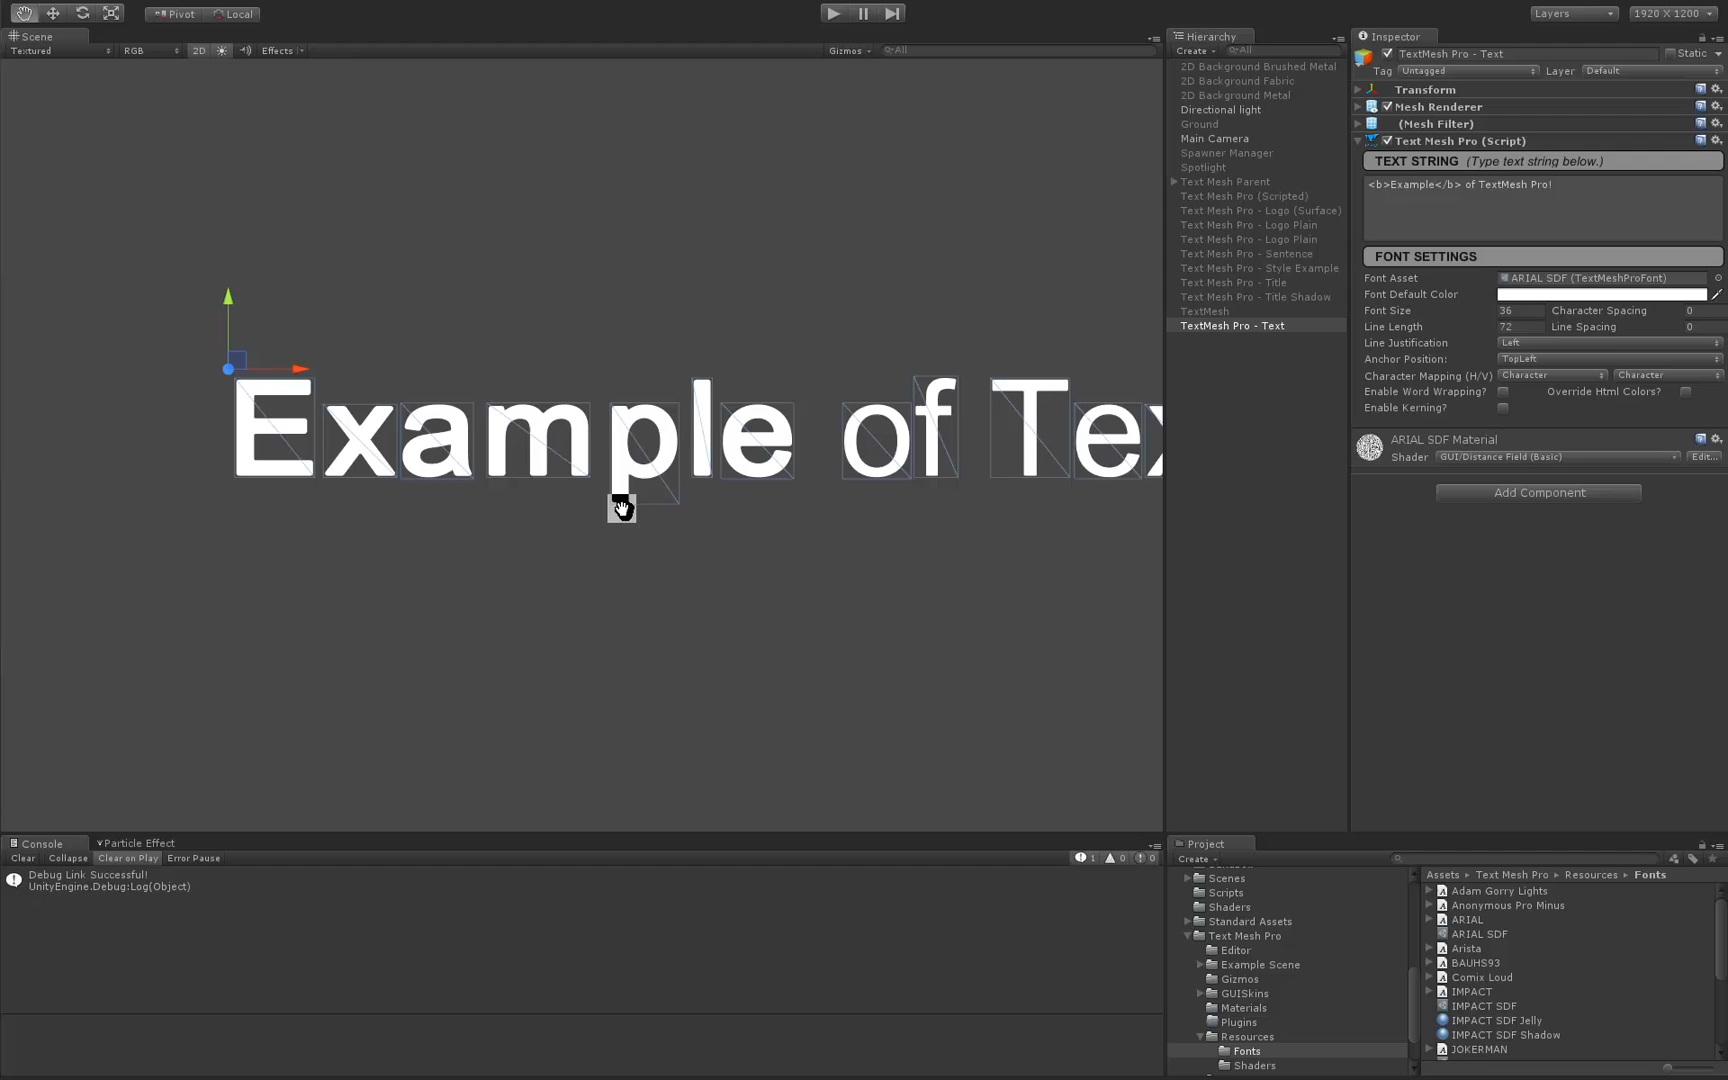 Pivot Local Layers 1920 X 1200
Scene Hierarchy Inspector
Textured RGB 2D Effects Gizmos All Create All
TextMesh Pro - Text Static
Tag Untagged Layer Default
Transform
Mesh Renderer
(Mesh Filter)
Text Mesh Pro (Script)
TEXT STRING (Type text string below.)
<b>Example</b> of TextMesh Pro!
FONT SETTINGS
Font Asset ARIAL SDF (TextMeshProFont)
Font Default Color
Font Size 36 Character Spacing 0
Line Length 72 Line Spacing 0
Line Justification Left
Anchor Position: TopLeft
Character Mapping (H/V) Character Character
Enable Word Wrapping? Override Html Colors?
Enable Kerning?
ARIAL SDF Material
Shader GUI/Distance Field (Basic) Edit...
Add Component
2D Background Brushed Metal
2D Background Fabric
2D Background Metal
Directional light
Ground
Main Camera
Spawner Manager
Spotlight
Text Mesh Parent
Text Mesh Pro (Scripted)
Text Mesh Pro - Logo (Surface)
Text Mesh Pro - Logo Plain
Text Mesh Pro - Logo Plain
Text Mesh Pro - Sentence
Text Mesh Pro - Style Example
Text Mesh Pro - Title
Text Mesh Pro - Title Shadow
TextMesh
TextMesh Pro - Text
Example of Tex
Console Particle Effect
Clear Collapse Clear on Play Error Pause 1 0 0
Debug Link Successful!
UnityEngine.Debug:Log(Object)
Project
Create
Scenes
Scripts
Shaders
Standard Assets
Text Mesh Pro
Editor
Example Scene
Gizmos
GUISkins
Materials
Plugins
Resources
Fonts
Shaders
Assets Text Mesh Pro Resources Fonts
Adam Gorry Lights
Anonymous Pro Minus
ARIAL
ARIAL SDF
Arista
BAUHS93
Comix Loud
IMPACT
IMPACT SDF
IMPACT SDF Jelly
IMPACT SDF Shadow
JOKERMAN